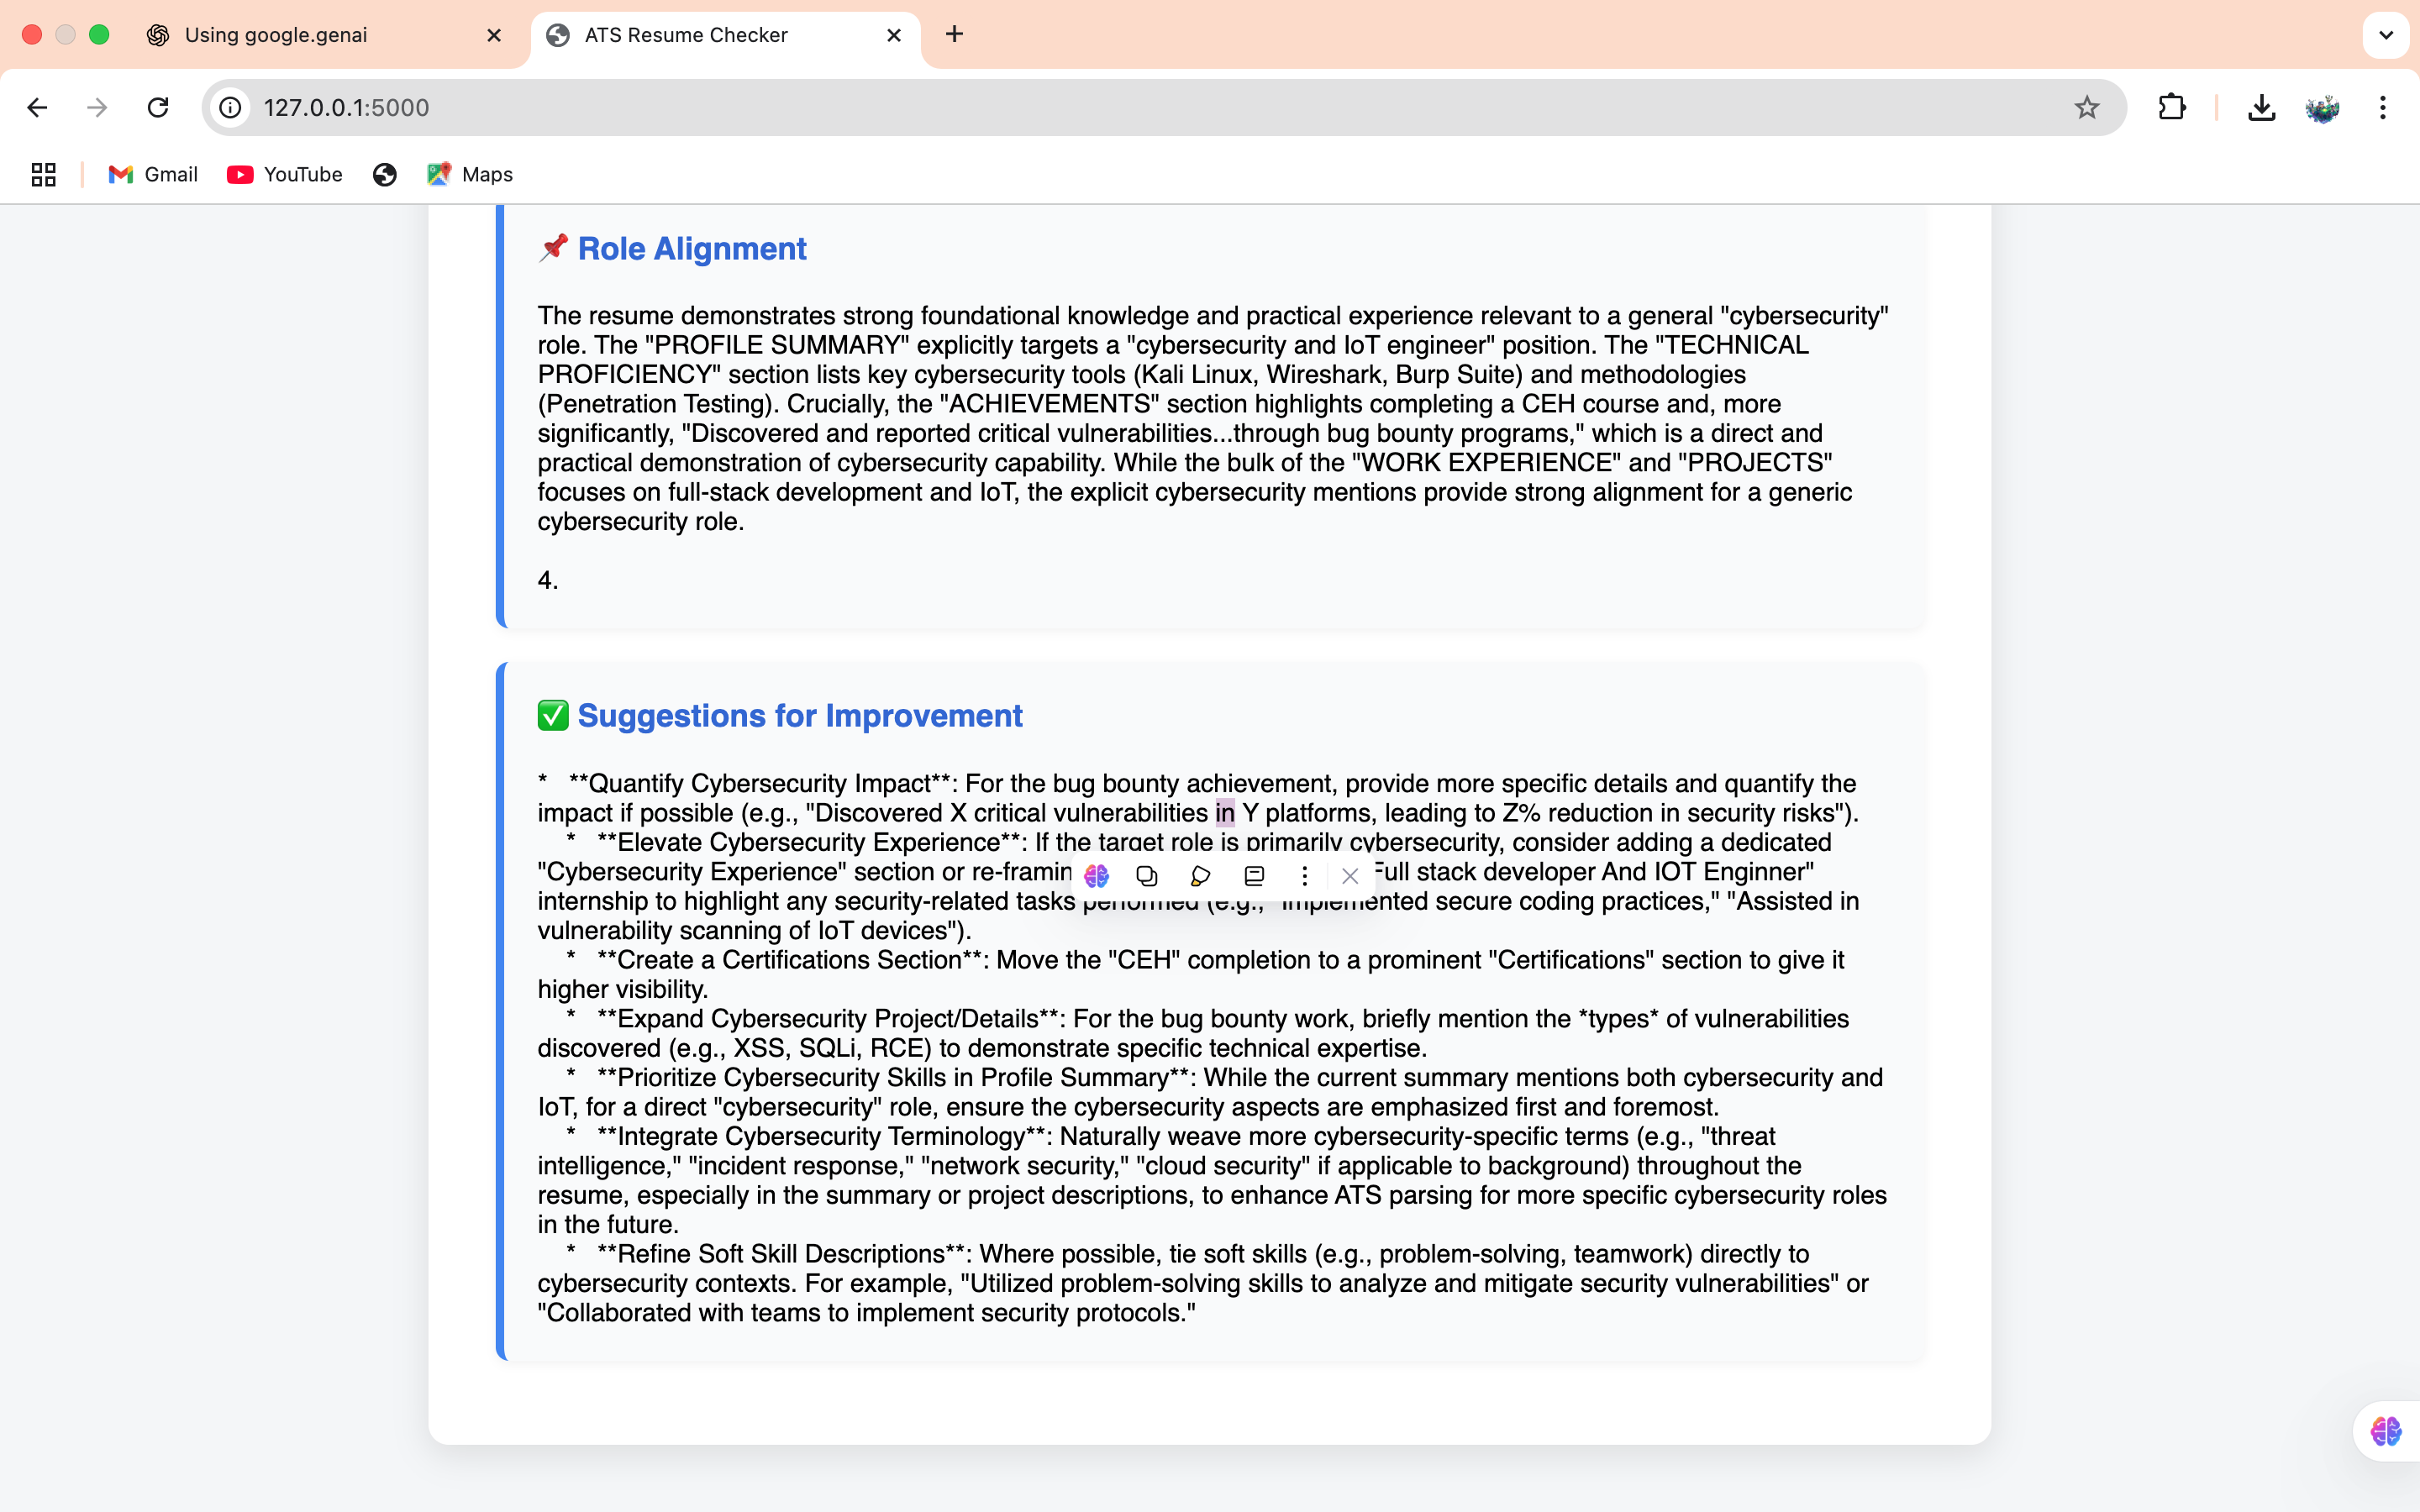 Using google.genai
ATS Resume Checker
127.0.0.1:5000
Gmail
YouTube
Maps
Role Alignment
The resume demonstrates strong foundational knowledge and practical experience relevant to a general "cybersecurity"
role. The "PROFILE SUMMARY" explicitly targets a "cybersecurity and IoT engineer" position. The "TECHNICAL
PROFICIENCY" section lists key cybersecurity tools (Kali Linux, Wireshark, Burp Suite) and methodologies
(Penetration Testing). Crucially, the "ACHIEVEMENTS" section highlights completing a CEH course and, more
significantly, "Discovered and reported critical vulnerabilities...through bug bounty programs," which is a direct and
practical demonstration of cybersecurity capability. While the bulk of the "WORK EXPERIENCE" and "PROJECTS"
focuses on full-stack development and IoT, the explicit cybersecurity mentions provide strong alignment for a generic
cybersecurity role.
4.
Suggestions for Improvement
* **Quantify Cybersecurity Impact**: For the bug bounty achievement, provide more specific details and quantify the
impact if possible (e.g., "Discovered X critical vulnerabilities in Y platforms, leading to Z% reduction in security risks").
* **Elevate Cybersecurity Experience**: If the target role is primarily cybersecurity, consider adding a dedicated
"Cybersecurity Experience" section or re-framin Full stack developer And IOT Enginner"
internship to highlight any security-related tasks performed (e.g., "Implemented secure coding practices," "Assisted in
vulnerability scanning of IoT devices").
* **Create a Certifications Section**: Move the "CEH" completion to a prominent "Certifications" section to give it
higher visibility.
* **Expand Cybersecurity Project/Details**: For the bug bounty work, briefly mention the *types* of vulnerabilities
discovered (e.g., XSS, SQLi, RCE) to demonstrate specific technical expertise.
* **Prioritize Cybersecurity Skills in Profile Summary**: While the current summary mentions both cybersecurity and
IoT, for a direct "cybersecurity" role, ensure the cybersecurity aspects are emphasized first and foremost.
* **Integrate Cybersecurity Terminology**: Naturally weave more cybersecurity-specific terms (e.g., "threat
intelligence," "incident response," "network security," "cloud security" if applicable to background) throughout the
resume, especially in the summary or project descriptions, to enhance ATS parsing for more specific cybersecurity roles
in the future.
* **Refine Soft Skill Descriptions**: Where possible, tie soft skills (e.g., problem-solving, teamwork) directly to
cybersecurity contexts. For example, "Utilized problem-solving skills to analyze and mitigate security vulnerabilities" or
"Collaborated with teams to implement security protocols."